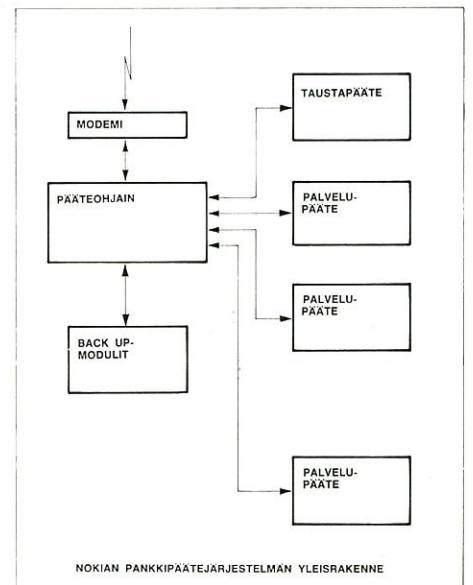 TAUSTAPÄÄTE
MODEMI
PÄÄTEOHJAIN
PALVELU-
PÄÄTE
PALVELU-
PÄÄTE
BACK UP-
MODULIT
PALVELU-
PÄÄTE
NOKIAN PANKKIPÄÄTEJÄRJESTELMÄN YLEISRAKENNE